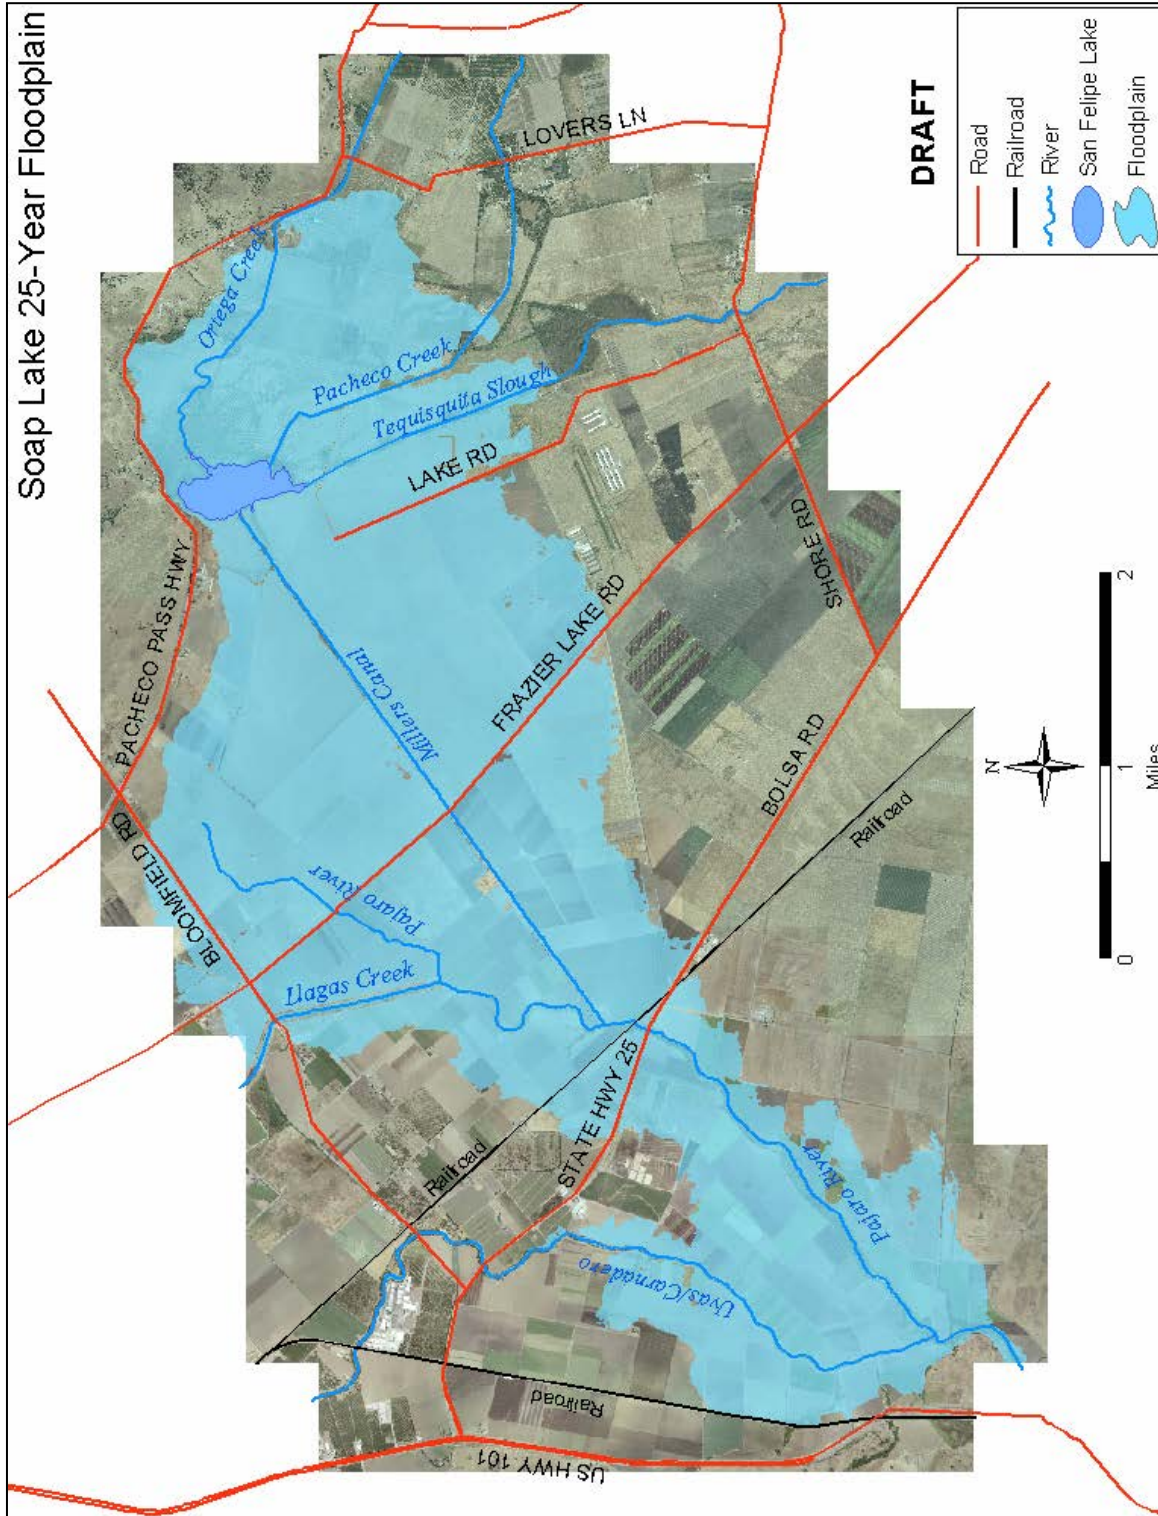 Soap Lake 25-Year Floodplain
Ortega Creek
LOVERS LN
Pacheco Creek
Tequisquita Slough
LAKE RD
PACHECO PASS HWY
BLOOMFIELD RD
Millers Canal
FRAZIER LAKE RD
SHORE RD
Pajaro River
Llagas Creek
BOLSA RD
Railroad
STATE HWY 25
Railroad
Pajaro River
Uvas/Carnadero
Railroad
US HWY 101
N
0 1 2
Miles
DRAFT
Road
Railroad
River
San Felipe Lake
Floodplain